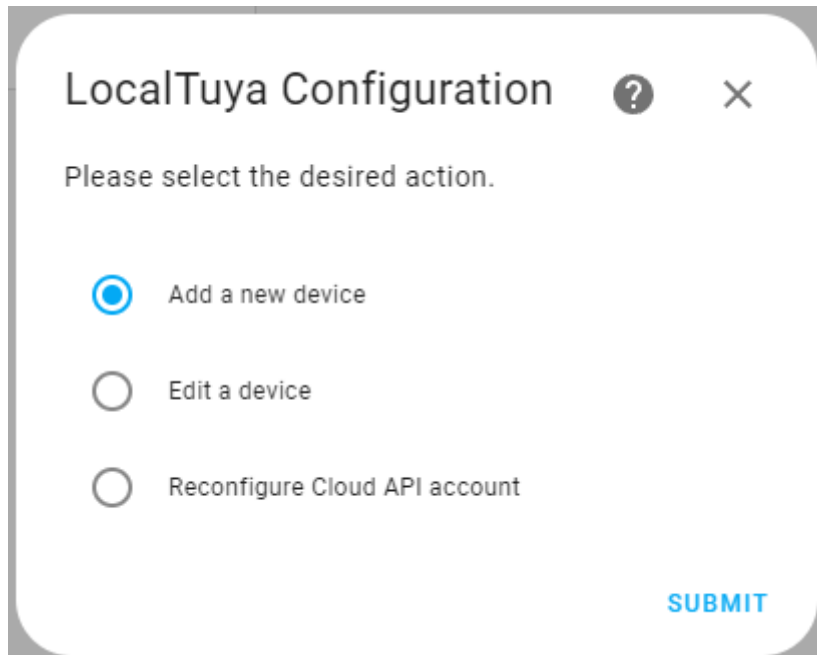 LocalTuya Configuration
Please select the desired action.
Add a new device
Edit a device
Reconfigure Cloud API account
SUBMIT